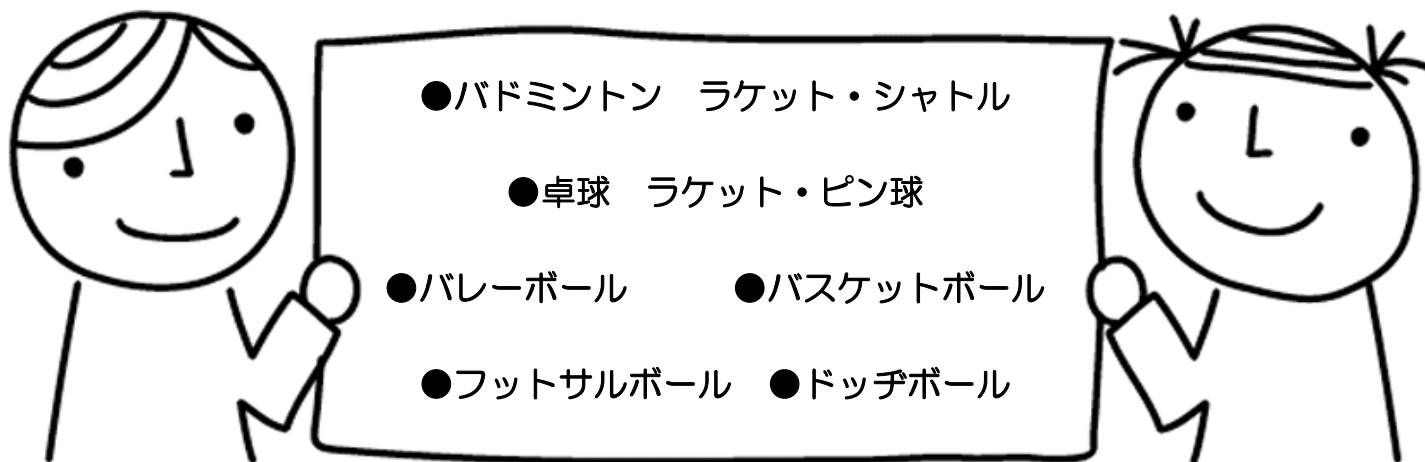 ●バドミントン　ラケット・シャトル
●卓球　ラケット・ピン球
●バレーボール　　　●バスケットボール
●フットサルボール　●ドッヂボール